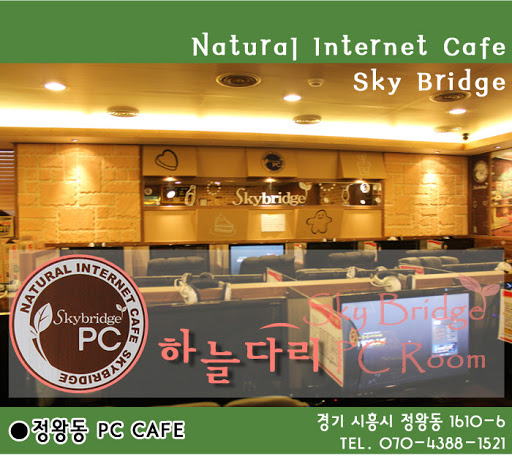 Natural Internet Cafe
Sky Bridge
PC
Skybridge
NATURAL INTERNET CAFE SKYBRIDGE
Skybridge
PC
Sky Bridge
하늘다리 PC Room
●정왕동 PC CAFE
경기 시흥시 정왕동 1610-6
TEL. 070-4388-1521